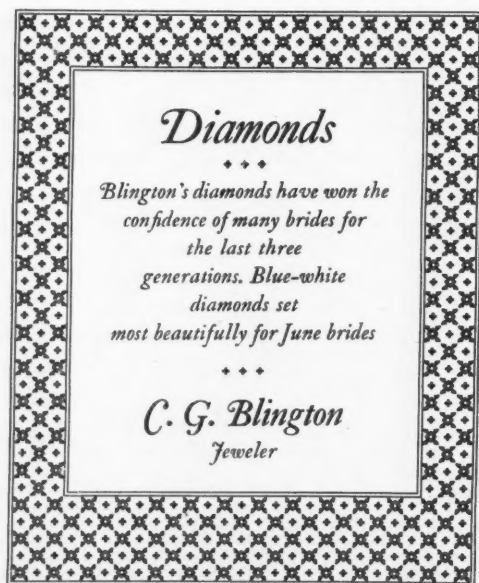 Diamonds
Blington's diamonds have won the
confidence of many brides for
the last three
generations. Blue-white
diamonds set
most beautifully for June brides
C. G. Blington
Jeweler